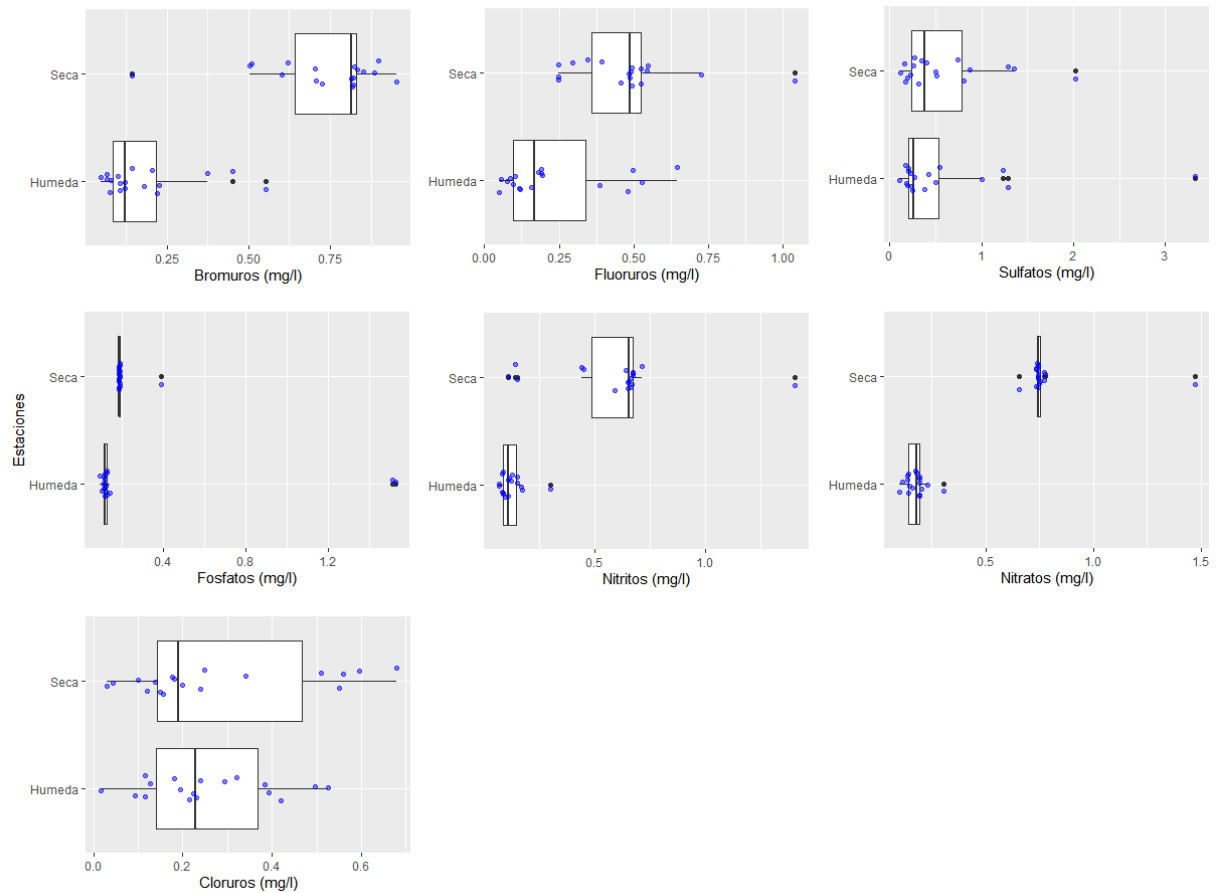 Seca
Humeda
0.25
0.50
0.75
Bromuros (mg/l)
Seca
Humeda
0.00
0.25
0.50
0.75
1.00
Fluoruros (mg/l)
Seca
Humeda
0
1
2
3
Sulfatos (mg/l)
Estaciones
Seca
Humeda
0.4
0.8
1.2
Fosfatos (mg/l)
Seca
Humeda
0.5
1.0
Nitritos (mg/l)
Seca
Humeda
0.5
1.0
1.5
Nitratos (mg/l)
Seca
Humeda
0.0
0.2
0.4
0.6
Cloruros (mg/l)